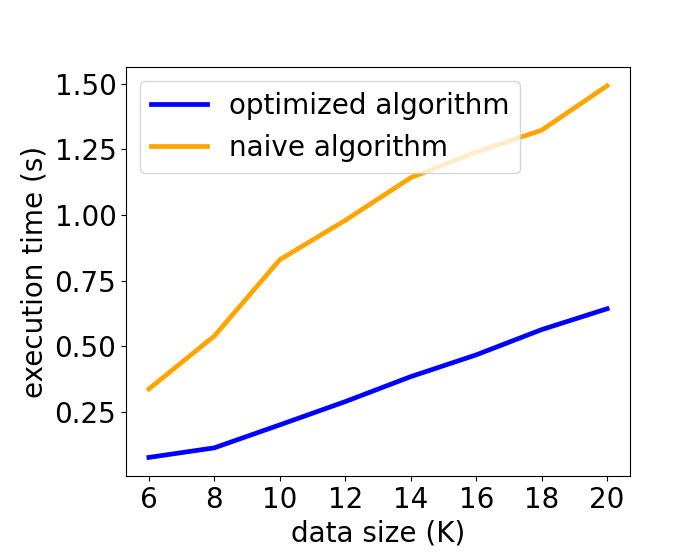 optimized algorithm
naive algorithm
execution time (s)
1.50
1.25
1.00
0.75
0.50
0.25
6 8 10 12 14 16 18 20
data size (K)